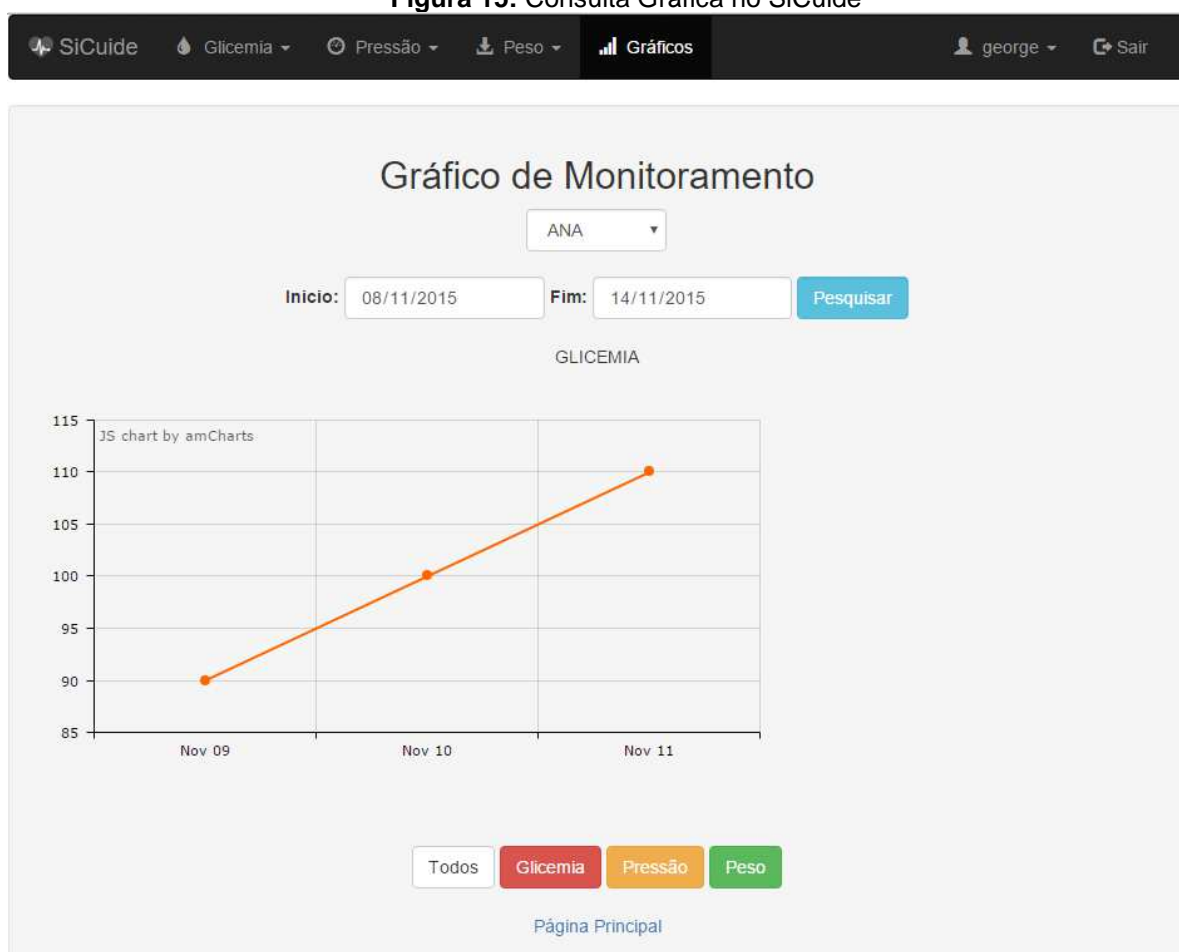 Figura 15: Consulta Gráfica no SiCuide
SiCuide Glicemia Pressão Peso Gráficos george Sair
Gráfico de Monitoramento
ANA
Inicio: 08/11/2015 Fim: 14/11/2015 Pesquisar
GLICEMIA
115
JS chart by amCharts
110
105
100
95
90
85
Nov 09 Nov 10 Nov 11
Todos Glicemia Pressão Peso
Página Principal